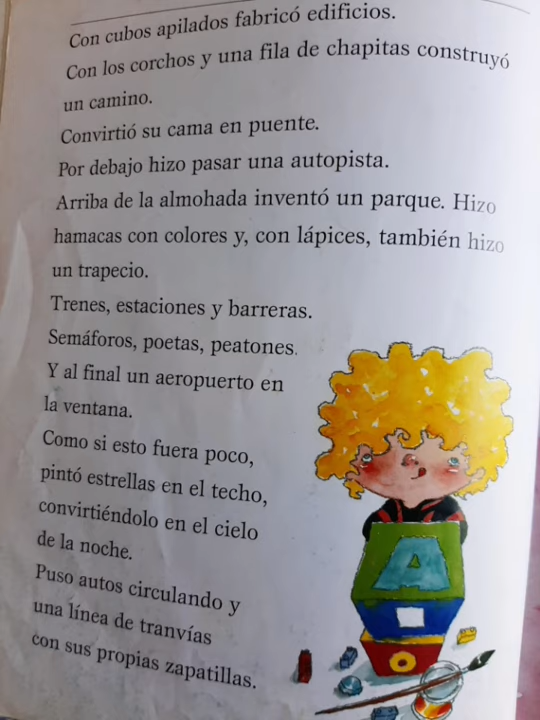 Con cubos apilados fabricó edificios.
Con los corchos y una fila de chapitas construyó
un camino.
Convirtió su cama en puente.
Por debajo hizo pasar una autopista.
Arriba de la almohada inventó un parque. Hizo
hamacas con colores y, con lápices, también hizo
un trapecio.
Trenes, estaciones y barreras.
Semáforos, poetas, peatones.
Y al final un aeropuerto en
la ventana.
Como si esto fuera poco,
pintó estrellas en el techo,
convirtiéndolo en el cielo
de la noche.
Puso autos circulando y
una línea de tranvías
con sus propias zapatillas.
A